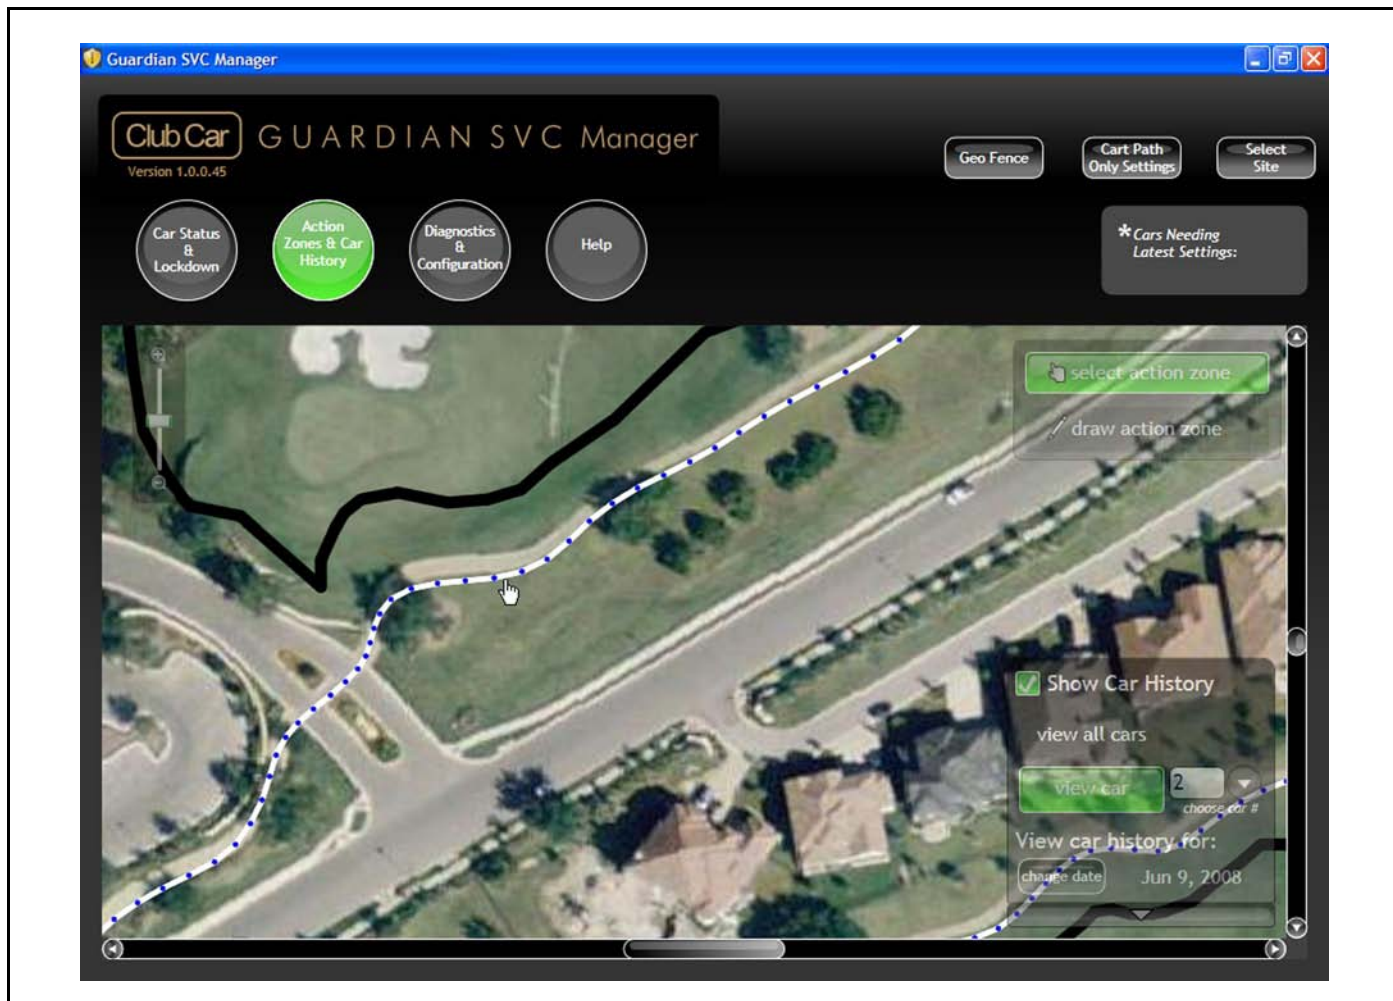 Guardian SVC Manager
Club Car GUARDIAN SVC Manager
Version 1.0.0.45
Geo Fence
Cart Path
Only Settings
Select
Site
Car Status
&
Lockdown
Action
Zones & Car
History
Diagnostics
&
Configuration
Help
*Cars Needing
Latest Settings:
select action zone
draw action zone
Show Car History
view all cars
view car 2
choose car #
View car history for:
change date Jun 9, 2008